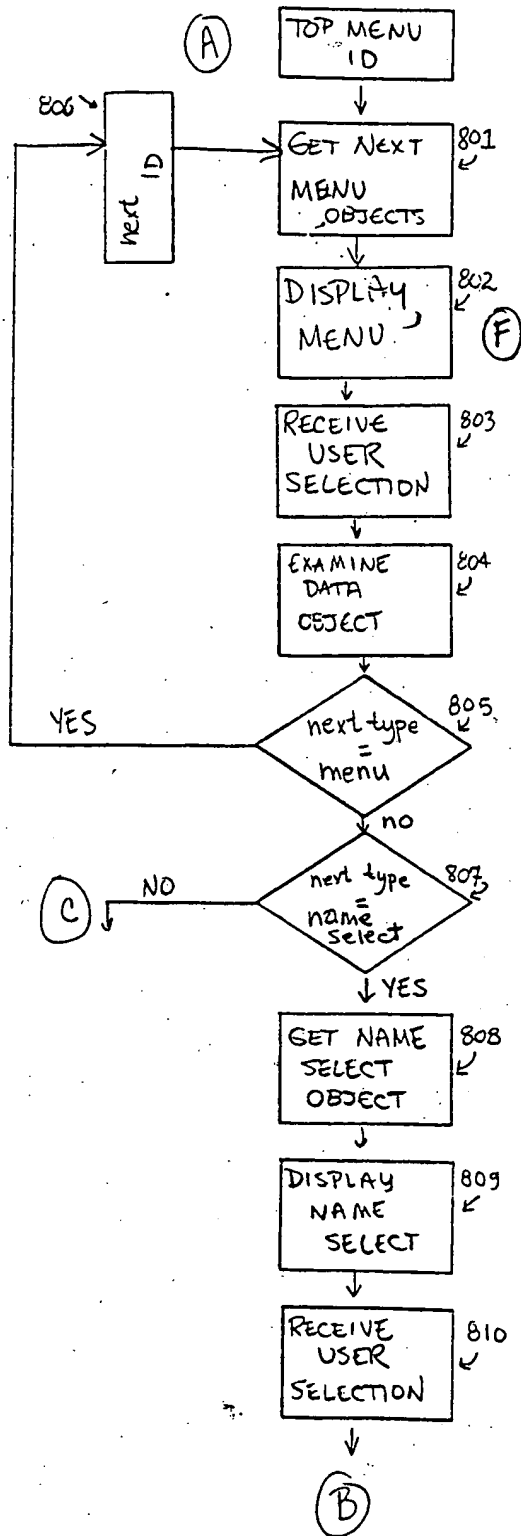 A
TOP MENU
ID
806
next ID
GET NEXT
MENU
OBJECTS
801
DISPLAY
MENU
802
F
RECEIVE
USER
SELECTION
803
EXAMINE
DATA
OBJECT
804
YES
next type
=
menu
805
no
NO
C
next type
=
name
select
807
YES
GET NAME
SELECT
OBJECT
808
DISPLAY
NAME
SELECT
809
RECEIVE
USER
SELECTION
810
B